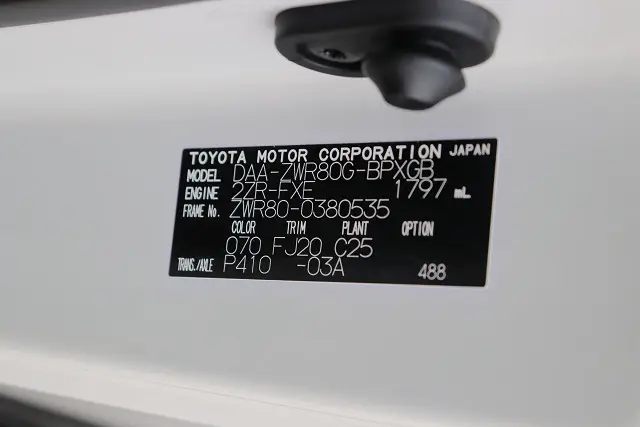 TOYOTA MOTOR CORPORATION JAPAN
MODEL DAA-ZWR80G-BPXGB
ENGINE 2ZR-FXE 1797 mL
FRAME No. ZWR80-0380535
COLOR TRIM PLANT OPTION
070 FJ20 C25
TRANS./AXLE P410 -03A 488